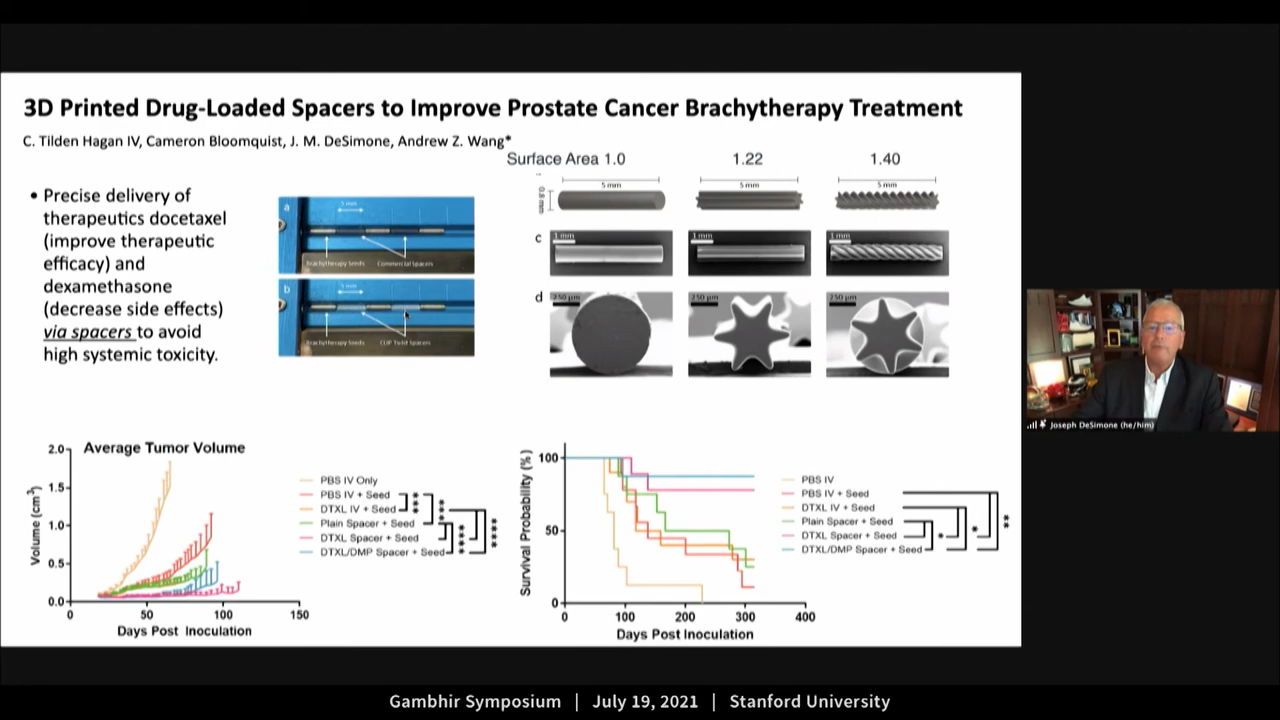 3D Printed Drug-Loaded Spacers to Improve Prostate Cancer Brachytherapy Treatment
C. Tilden Hagan IV, Cameron Bloomquist, J. M. DeSimone, Andrew Z. Wang*
Surface Area 1.0 1.22 1.40
• Precise delivery of
therapeutics docetaxel
(improve therapeutic
efficacy) and
dexamethasone
(decrease side effects)
via spacers to avoid
high systemic toxicity.
a
5 mm
Brachytherapy Seeds Commercial Spacers
b
5 mm
Brachytherapy Seeds CLIP Twist Spacers
5 mm 5 mm 5 mm
0.8 mm
c 1 mm 1 mm 1 mm
d 250 µm 250 µm 250 µm
Average Tumor Volume
Volume (cm³)
2.0
1.5
1.0
0.5
0.0
0 50 100 150
Days Post Inoculation
PBS IV Only
PBS IV + Seed
DTXL IV + Seed
Plain Spacer + Seed
DTXL Spacer + Seed
DTXL/DMP Spacer + Seed
**** 
Survival Probability (%)
100
50
0
0 100 200 300 400
Days Post Inoculation
PBS IV
PBS IV + Seed
DTXL IV + Seed
Plain Spacer + Seed
DTXL Spacer + Seed
DTXL/DMP Spacer + Seed
* * **
Joseph DeSimone (he/him)
Gambhir Symposium | July 19, 2021 | Stanford University